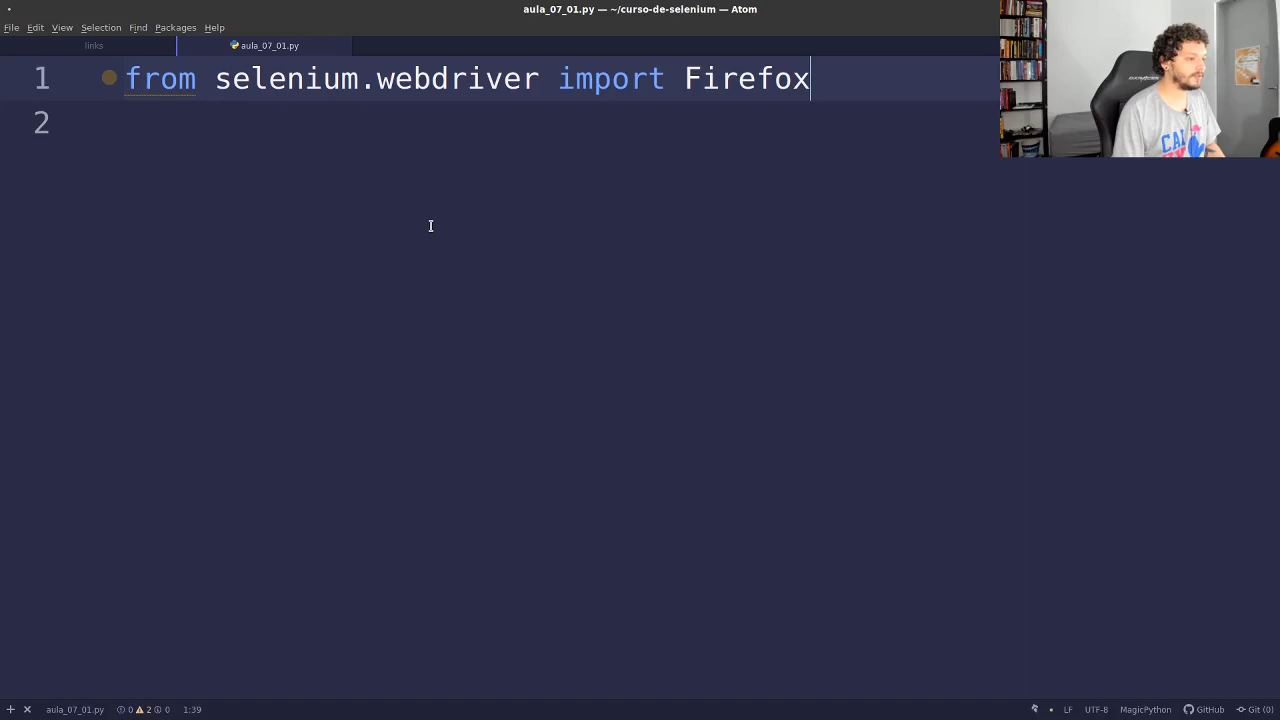 aula_07_01.py — ~/curso-de-selenium — Atom
File Edit View Selection Find Packages Help
links aula_07_01.py
1 from selenium.webdriver import Firefox
2
CAL
aula_07_01.py 0 2 0 1:39 LF UTF-8 MagicPython GitHub Git (0)